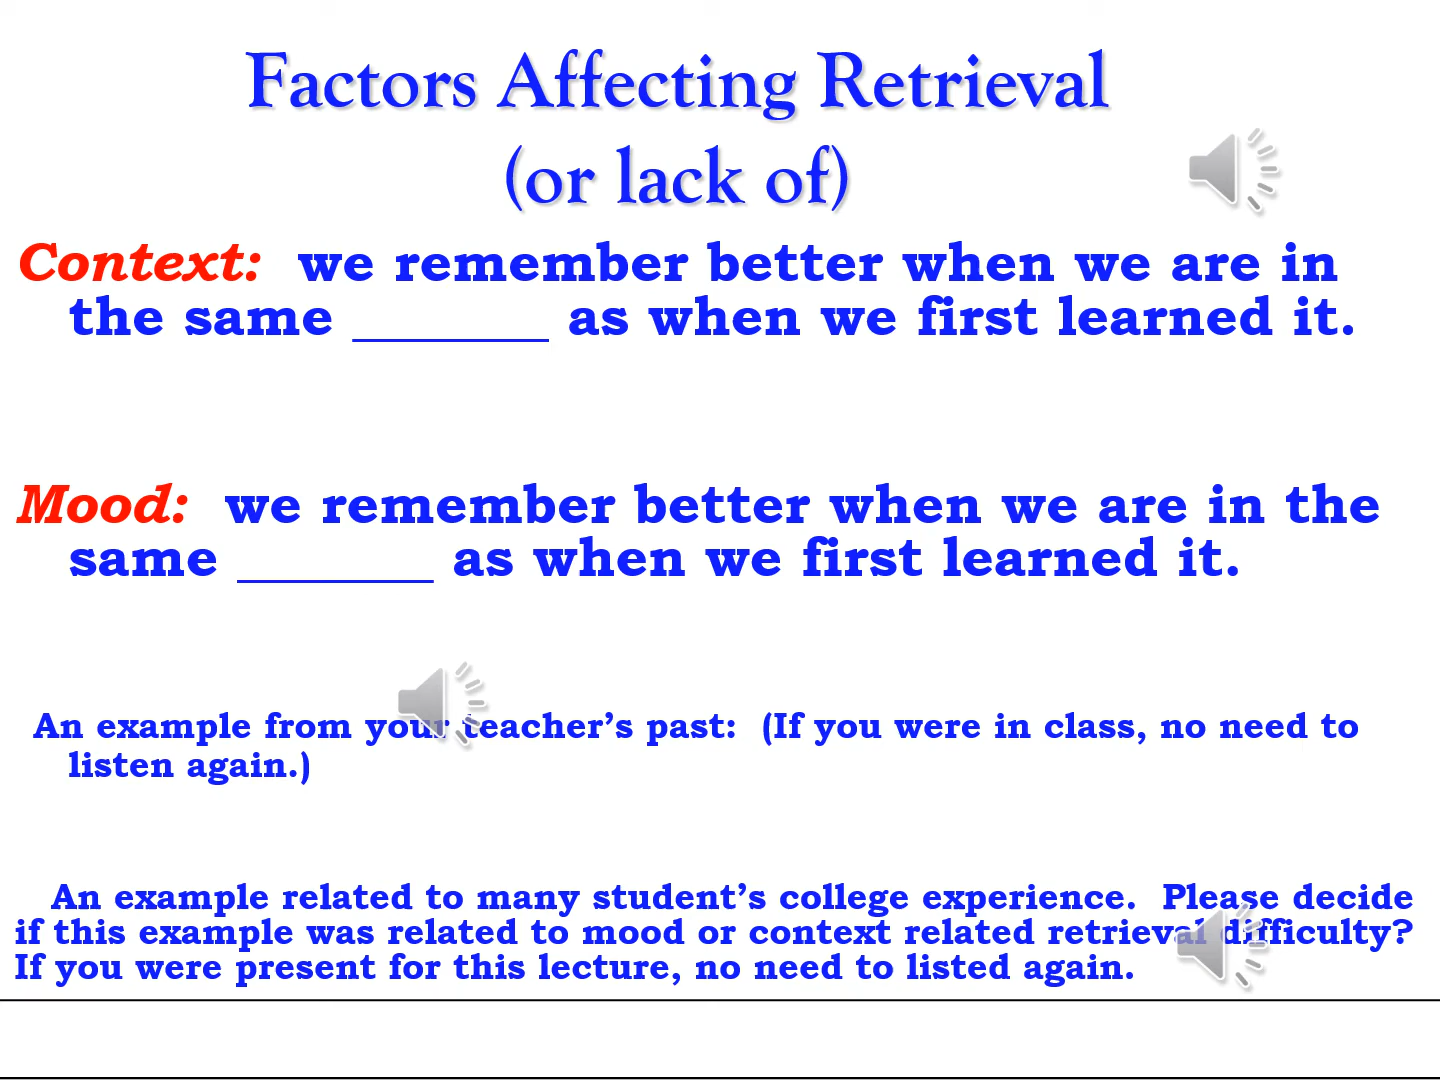 Factors Affecting Retrieval
(or lack of)
Context: we remember better when we are in
the same _______ as when we first learned it.
Mood: we remember better when we are in the
same _______ as when we first learned it.
An example from your teacher’s past: (If you were in class, no need to
listen again.)
An example related to many student’s college experience. Please decide
if this example was related to mood or context related retrieval difficulty?
If you were present for this lecture, no need to listed again.